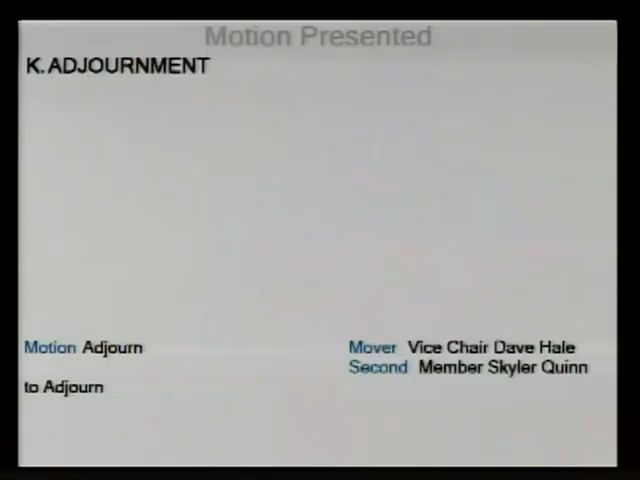 Motion Presented
K. ADJOURNMENT
Motion Adjourn
Mover Vice Chair Dave Hale
Second Member Skyler Quinn
to Adjourn